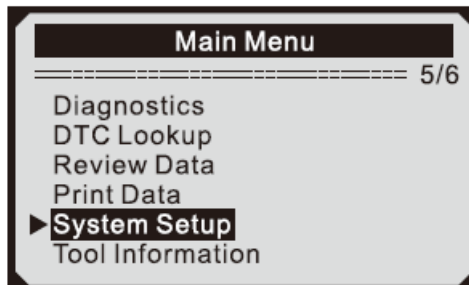 Main Menu
5/6
Diagnostics
DTC Lookup
Review Data
Print Data
System Setup
Tool Information